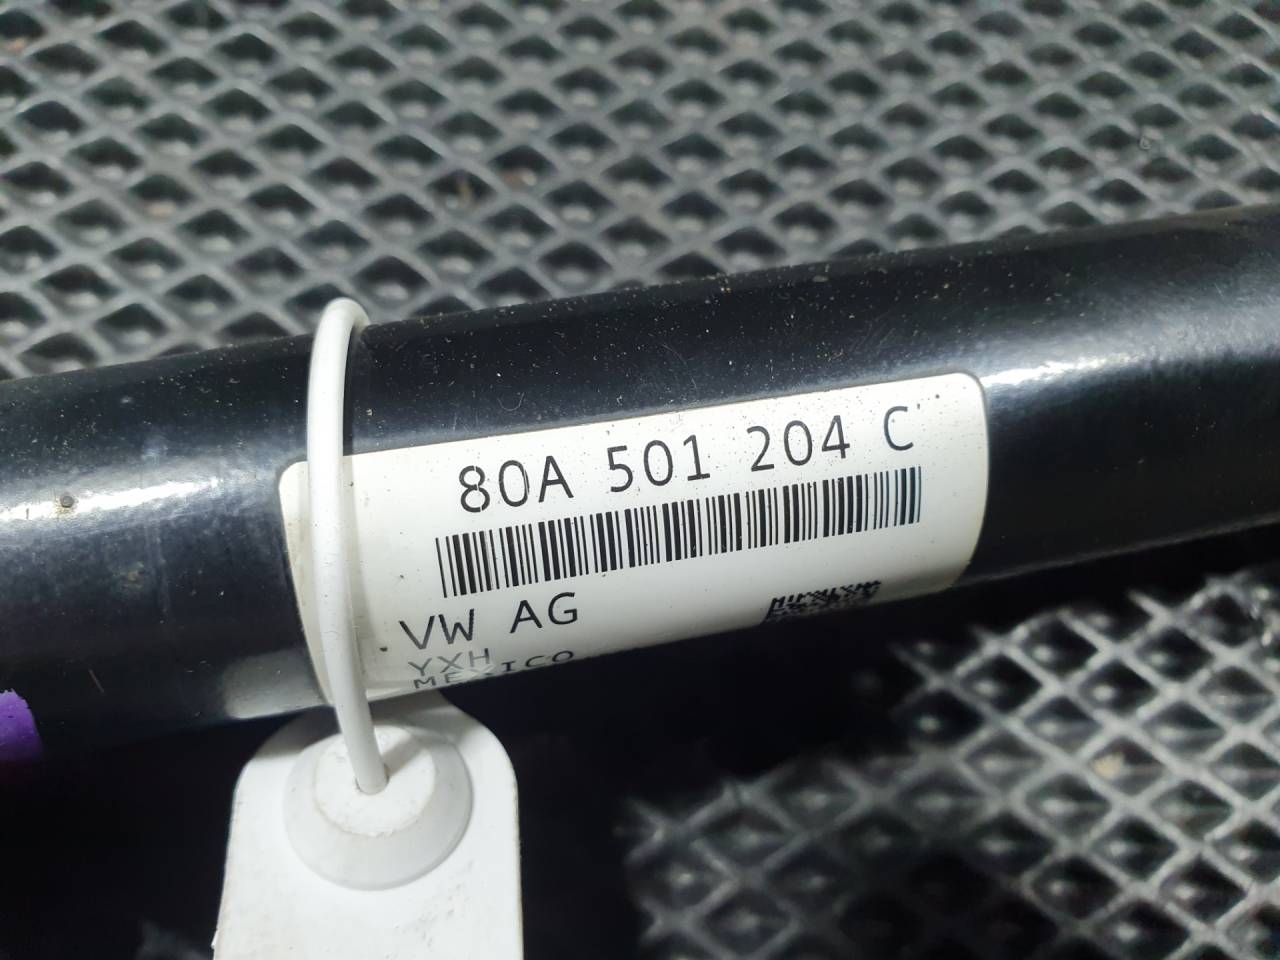 80A 501 204 C
VW AG
YXH
MEXICO